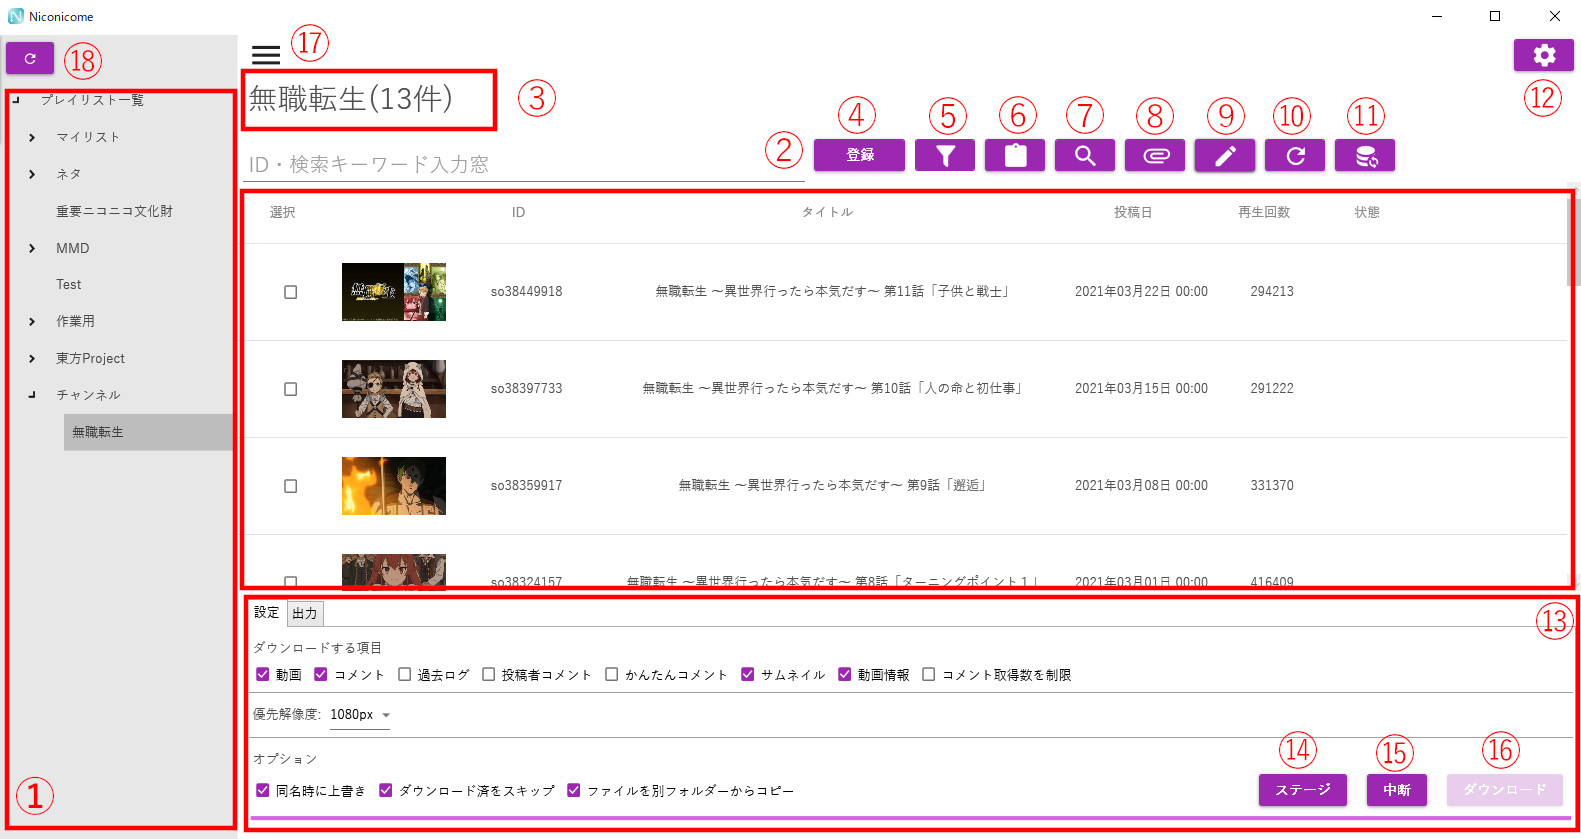 Niconicome
⑱
⑰
⑫
プレイリスト一覧
マイリスト
ネタ
重要ニコニコ文化財
MMD
Test
作業用
東方Project
チャンネル
無職転生
①
無職転生(13件)
③
ID・検索キーワード入力窓
②
④ ⑤ ⑥ ⑦ ⑧ ⑨ ⑩ ⑪
登録
選択 ID タイトル 投稿日 再生回数 状態
so38449918 無職転生 ～異世界行ったら本気だす～ 第11話「子供と戦士」 2021年03月22日 00:00 294213
so38397733 無職転生 ～異世界行ったら本気だす～ 第10話「人の命と初仕事」 2021年03月15日 00:00 291222
so38359917 無職転生 ～異世界行ったら本気だす～ 第9話「邂逅」 2021年03月08日 00:00 331370
so38324157 無職転生 ～異世界行ったら本気だす～ 第8話「ターニングポイント１」 2021年03月01日 00:00 416409
設定 出力
⑬
ダウンロードする項目
動画 コメント 過去ログ 投稿者コメント かんたんコメント サムネイル 動画情報 コメント取得数を制限
優先解像度: 1080px
オプション
同名時に上書き ダウンロード済をスキップ ファイルを別フォルダーからコピー
⑭ ⑮ ⑯
ステージ 中断 ダウンロード